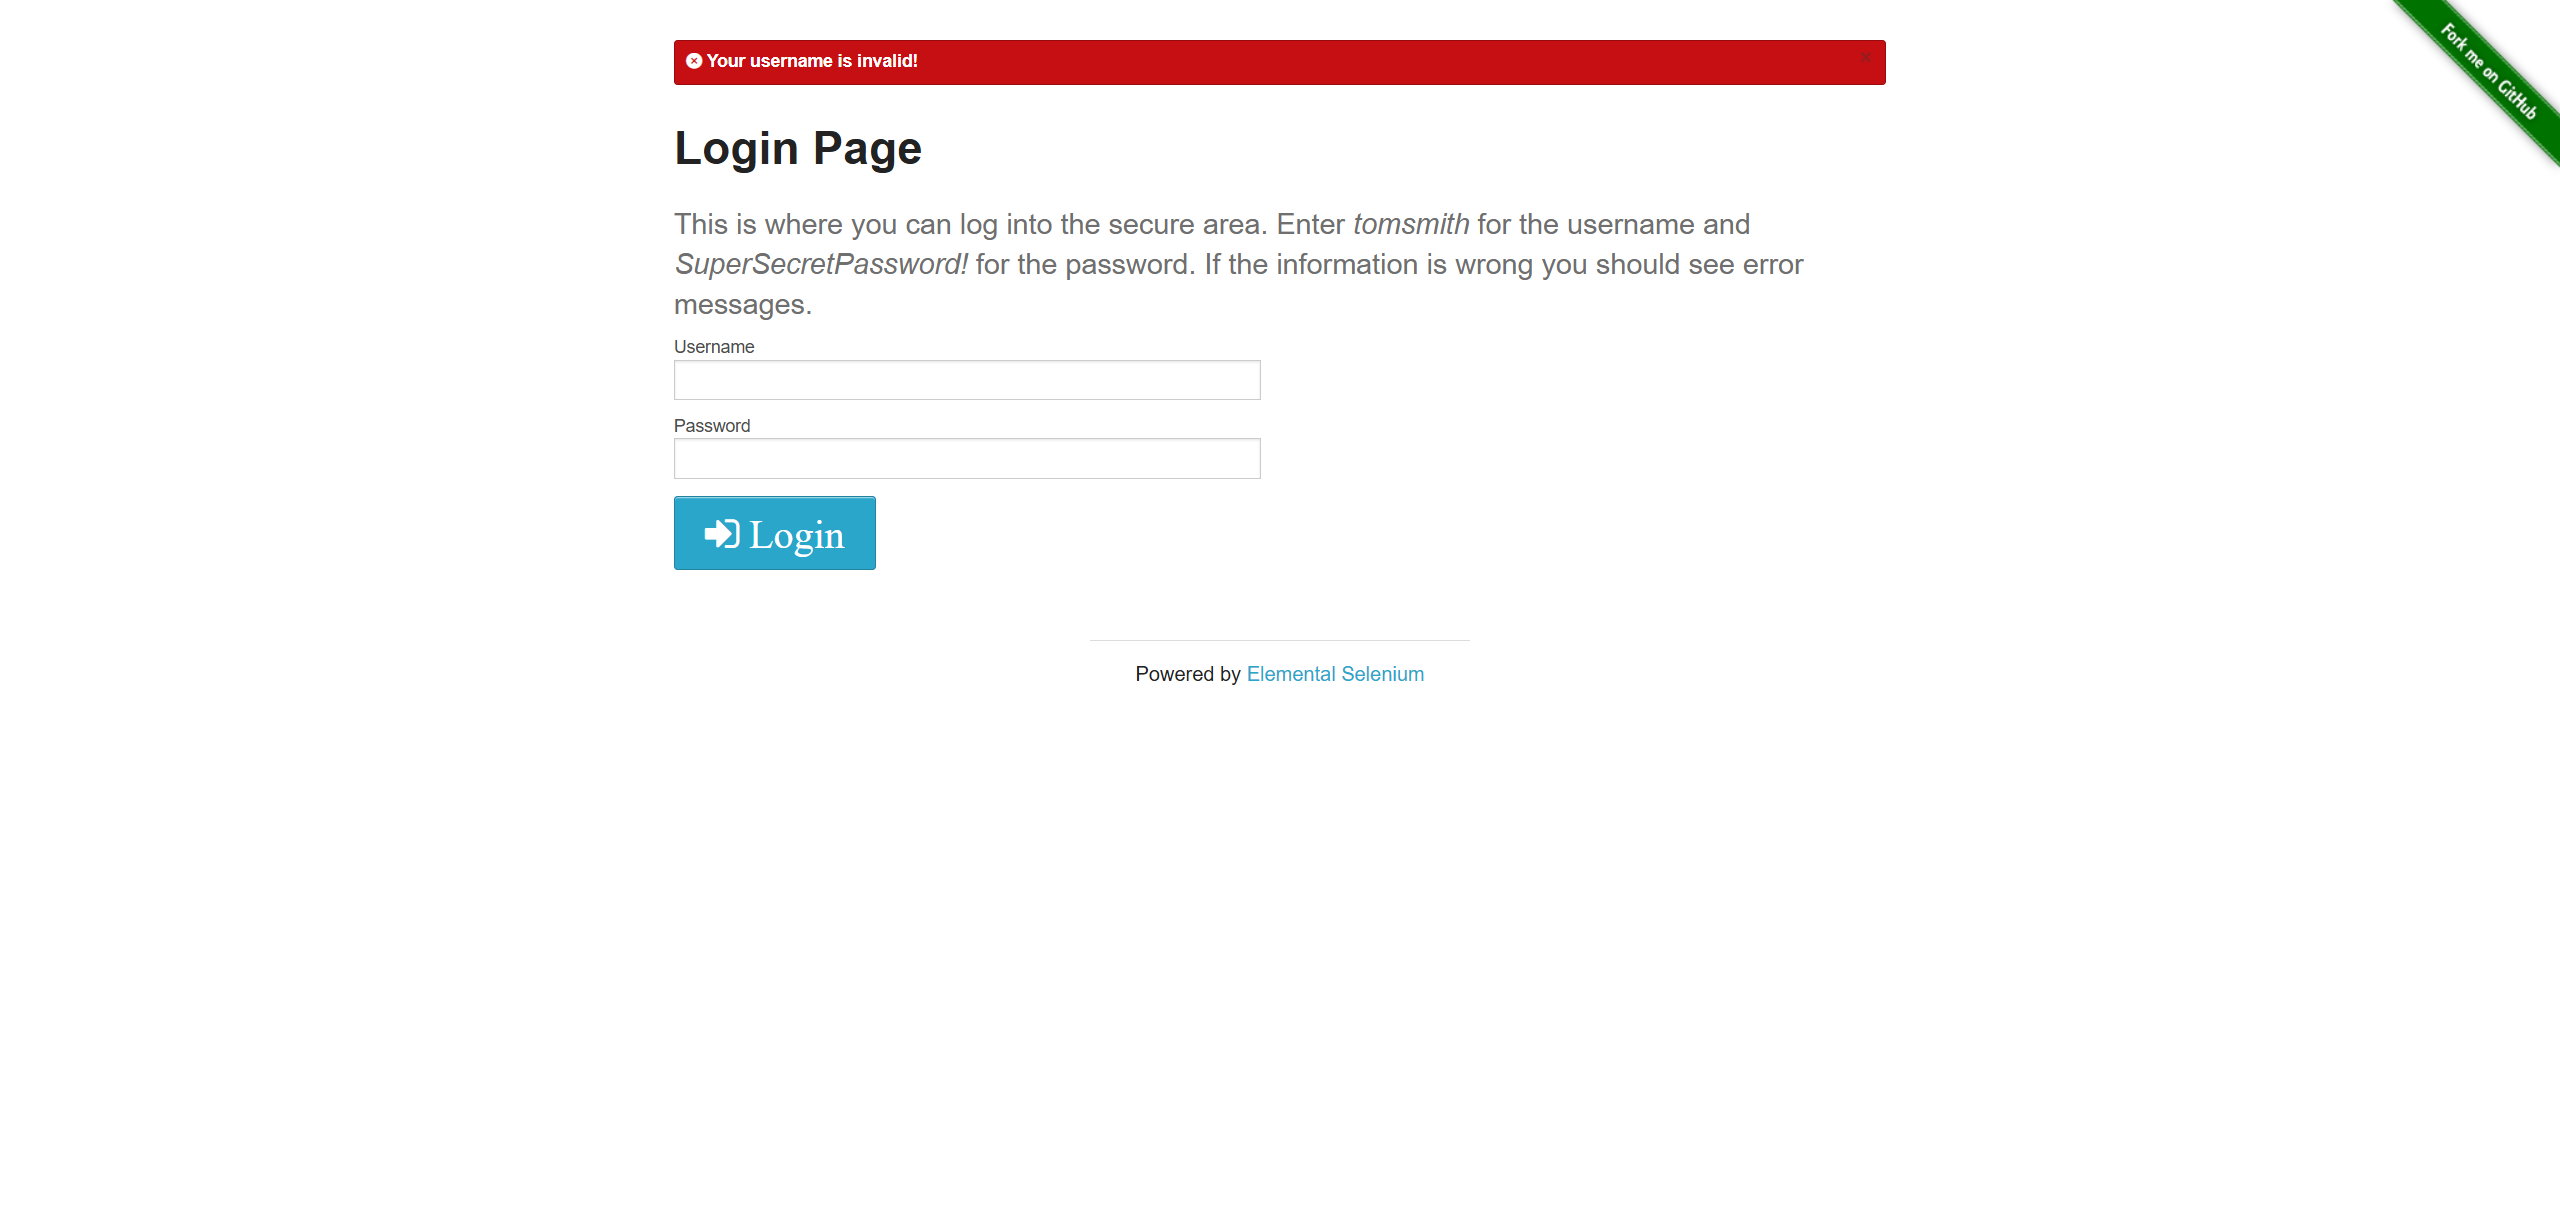 Your username is invalid! ×
Fork me on GitHub
Login Page
This is where you can log into the secure area. Enter tomsmith for the username and
SuperSecretPassword! for the password. If the information is wrong you should see error
messages.
Username
Password
Login
Powered by Elemental Selenium